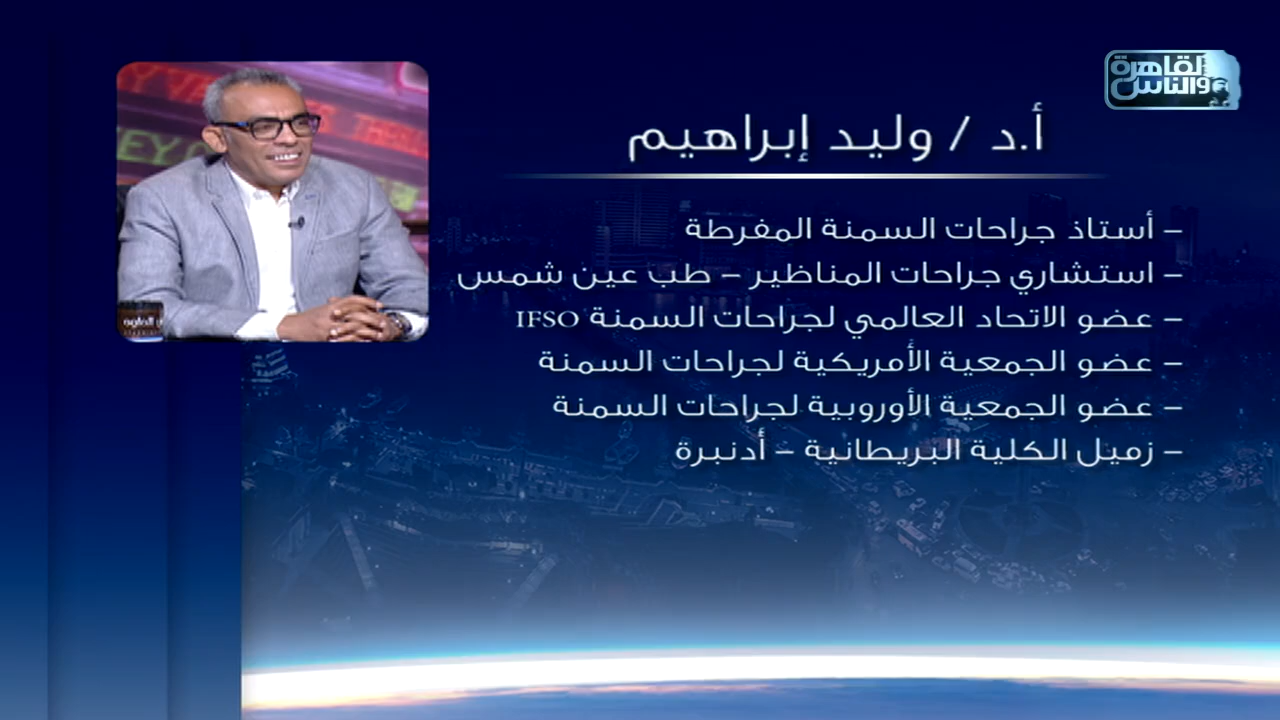 القاهرة
والناس
أ.د / وليد إبراهيم
– أستاذ جراحات السمنة المفرطة
– استشاري جراحات المناظير – طب عين شمس
– عضو الاتحاد العالمي لجراحات السمنة IFSO
– عضو الجمعية الأمريكية لجراحات السمنة
– عضو الجمعية الأوروبية لجراحات السمنة
– زميل الكلية البريطانية – أدنبرة